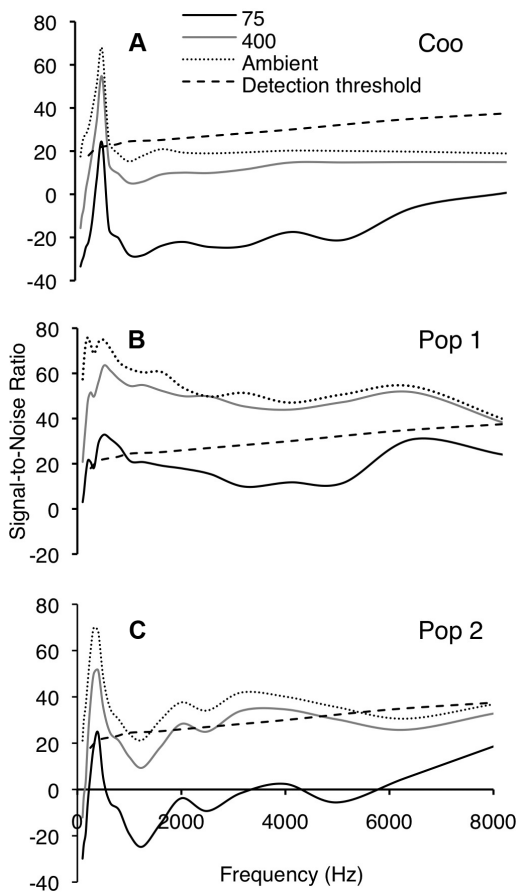 75
400
Ambient
Detection threshold
A
Coo
80
60
40
20
0
-20
-40
B
Pop 1
80
60
40
20
0
-20
Signal-to-Noise Ratio
C
Pop 2
80
60
40
20
0
-20
-40
0 2000 4000 6000 8000
Frequency (Hz)